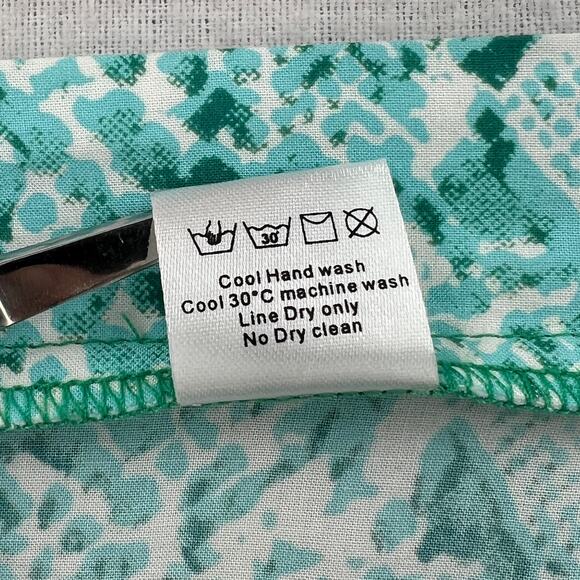 30°
Cool Hand wash
Cool 30°C machine wash
Line Dry only
No Dry clean